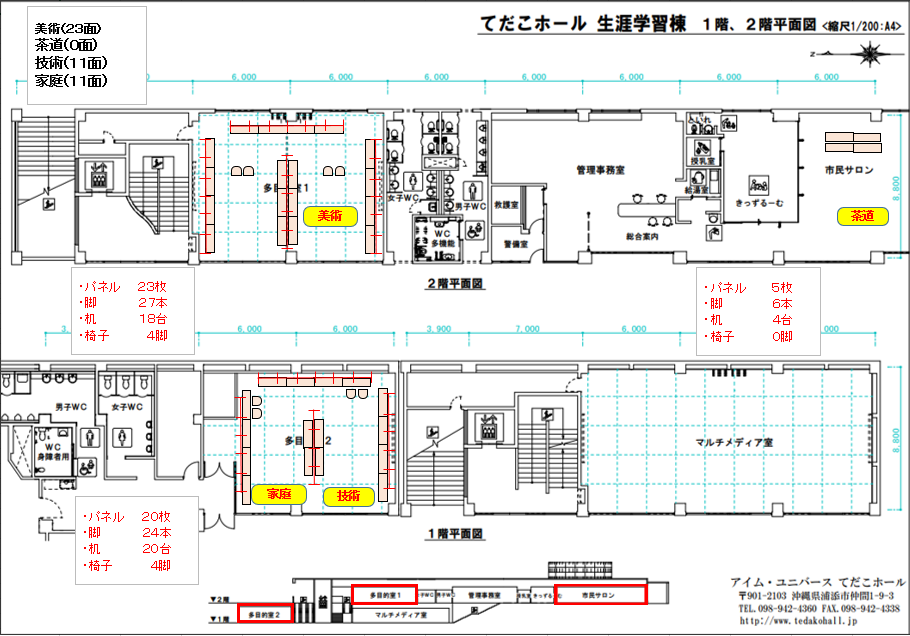 美術(23面)
茶道(0面)
技術(11面)
家庭(11面)
てだこホール 生涯学習棟 1階、2階平面図 <縮尺1/200:A4>
Z
6,000 6,000 6,000 6,000 6,000 6,000 6,000
多目的室1
美術
女子WC
男子WC
WC
多機能
救護室
警備室
管理事務室
総合案内
といれ
授乳室
給湯室
きっずるーむ
市民サロン
茶道
8,800
2階平面図
・パネル 23枚
・脚 27本
・机 18台
・椅子 4脚
・パネル 5枚
・脚 6本
・机 4台
・椅子 0脚
6,000 6,000 3,900 7,000 6,000
男子WC
女子WC
WC
身障者用
家庭
技術
マルチメディア室
8,800
1階平面図
・パネル 20枚
・脚 24本
・机 20台
・椅子 4脚
▼2階
▼1階
多目的室2
多目的室1
マルチメディア室
管理事務室
市民サロン
アイム・ユニバース てだこホール
〒901-2103 沖縄県浦添市仲間1-9-3
TEL.098-942-4360 FAX.098-942-4338
http://www.tedakohall.jp